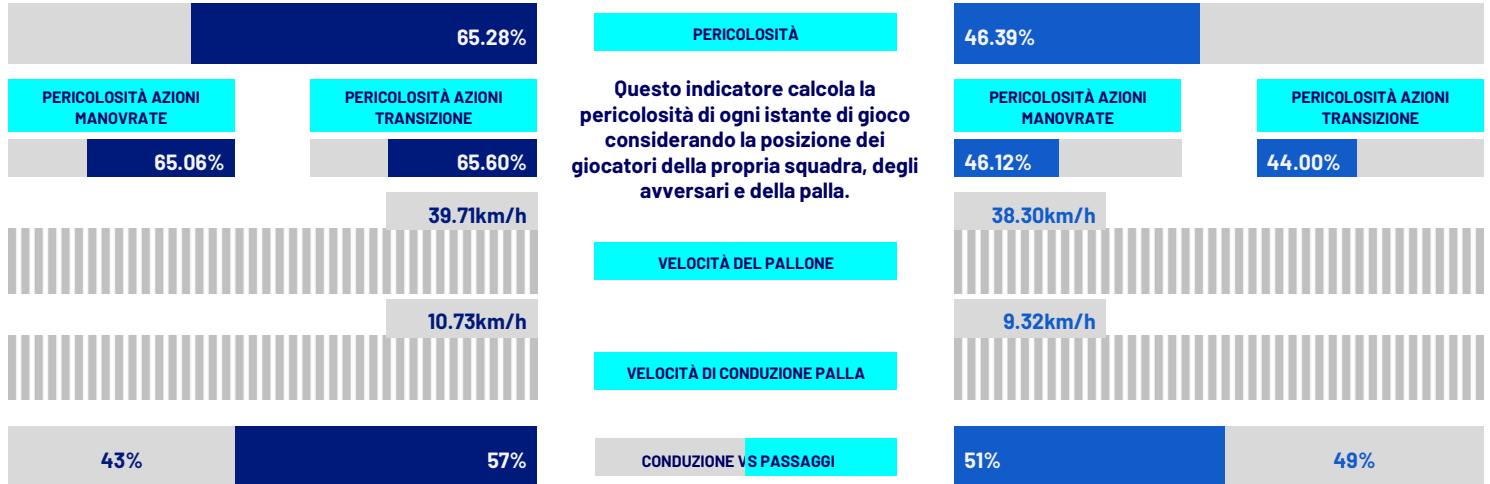 65.28%
PERICOLOSITÀ
46.39%
PERICOLOSITÀ AZIONI
MANOVRATE
PERICOLOSITÀ AZIONI
TRANSIZIONE
Questo indicatore calcola la
pericolosità di ogni istante di gioco
considerando la posizione dei
giocatori della propria squadra, degli
avversari e della palla.
PERICOLOSITÀ AZIONI
MANOVRATE
PERICOLOSITÀ AZIONI
TRANSIZIONE
65.06%
65.60%
46.12%
44.00%
39.71km/h
38.30km/h
VELOCITÀ DEL PALLONE
10.73km/h
9.32km/h
VELOCITÀ DI CONDUZIONE PALLA
43%
57%
CONDUZIONE VS PASSAGGI
51%
49%